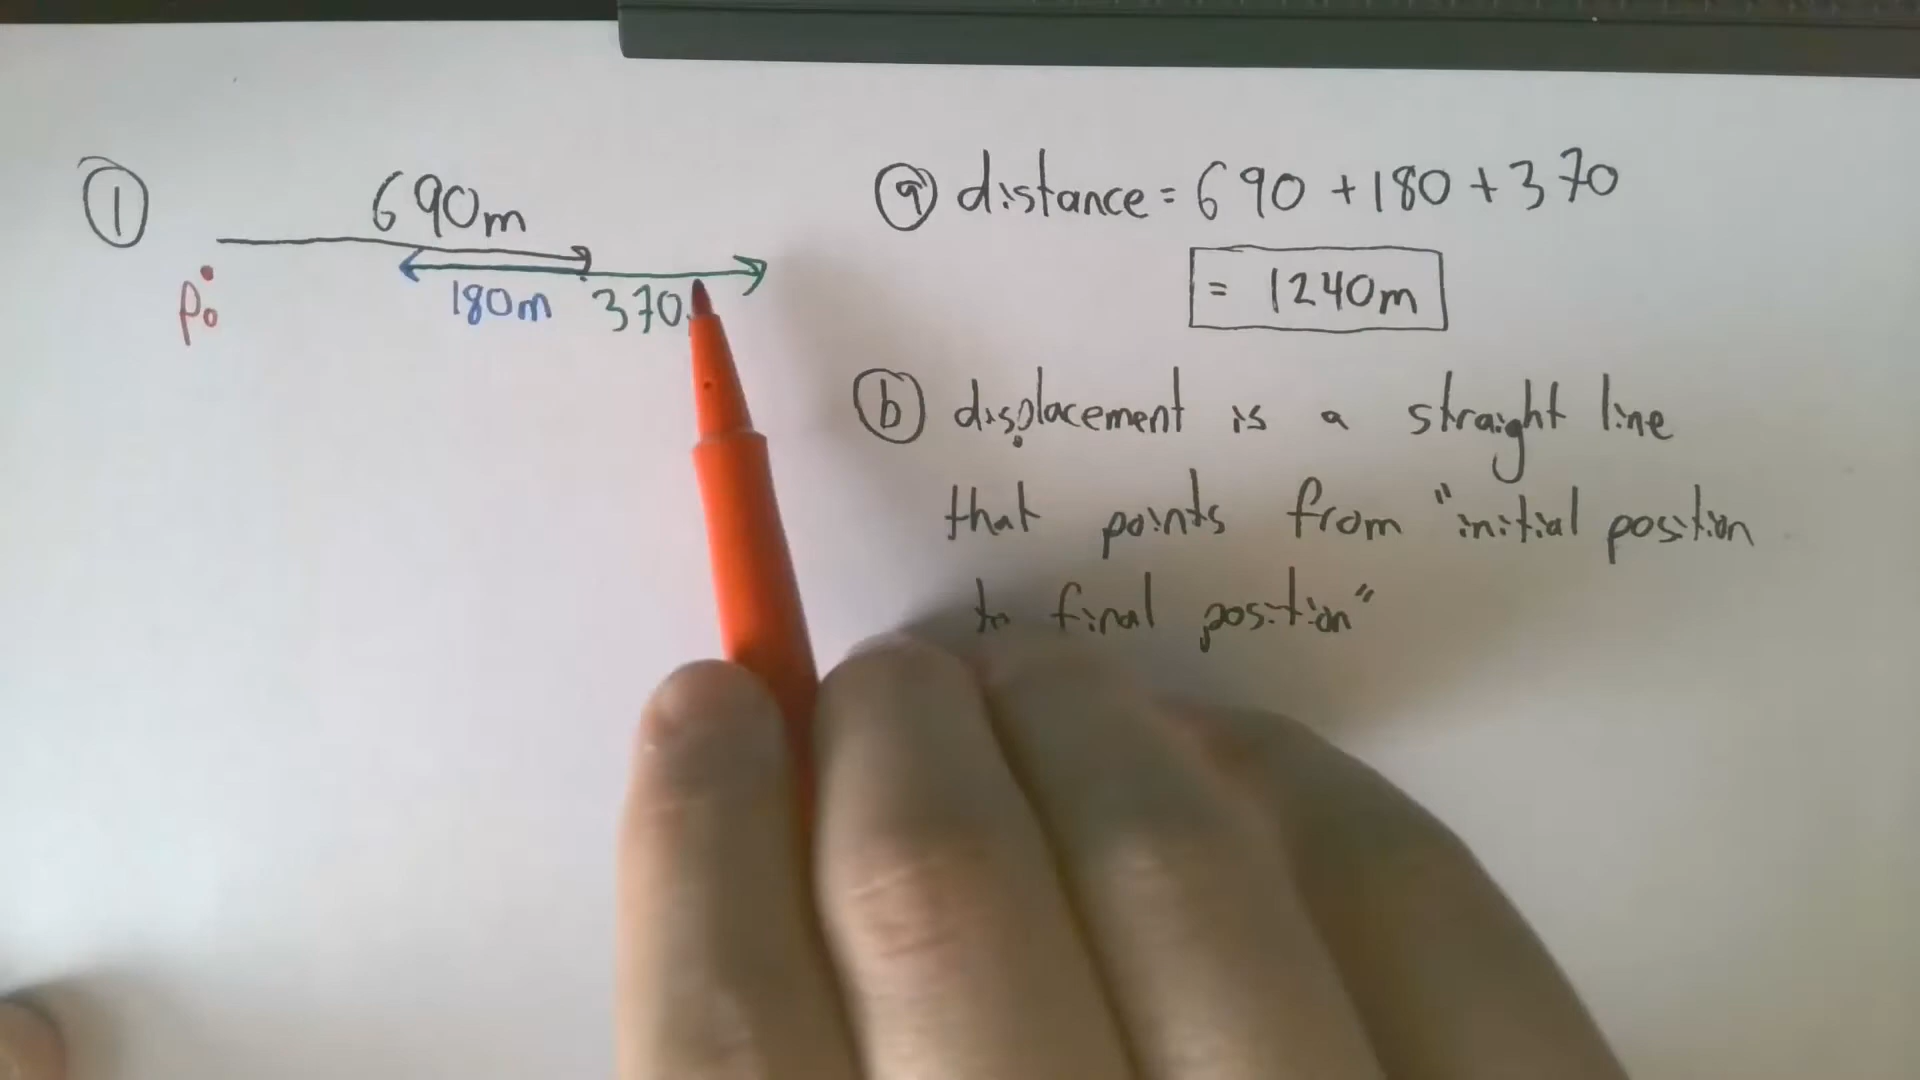 ① 690m
P₀ 180m 370
ⓐ distance = 690 + 180 + 370
= 1240m
ⓑ displacement is a straight line
that points from "initial position
to final position"